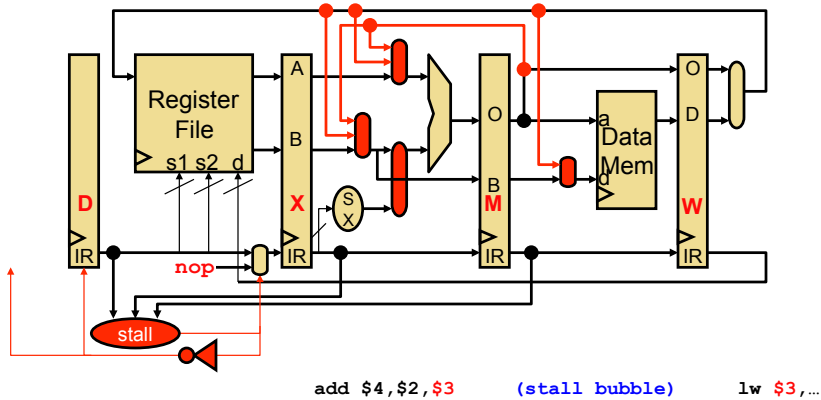 A
O
O
Register
File
B
O
a
D
Data
Mem
s1 s2 d
S
X
B
d
D
X
M
W
IR
IR
IR
nop
stall
add $4,$2,$3 (stall bubble) lw $3,…